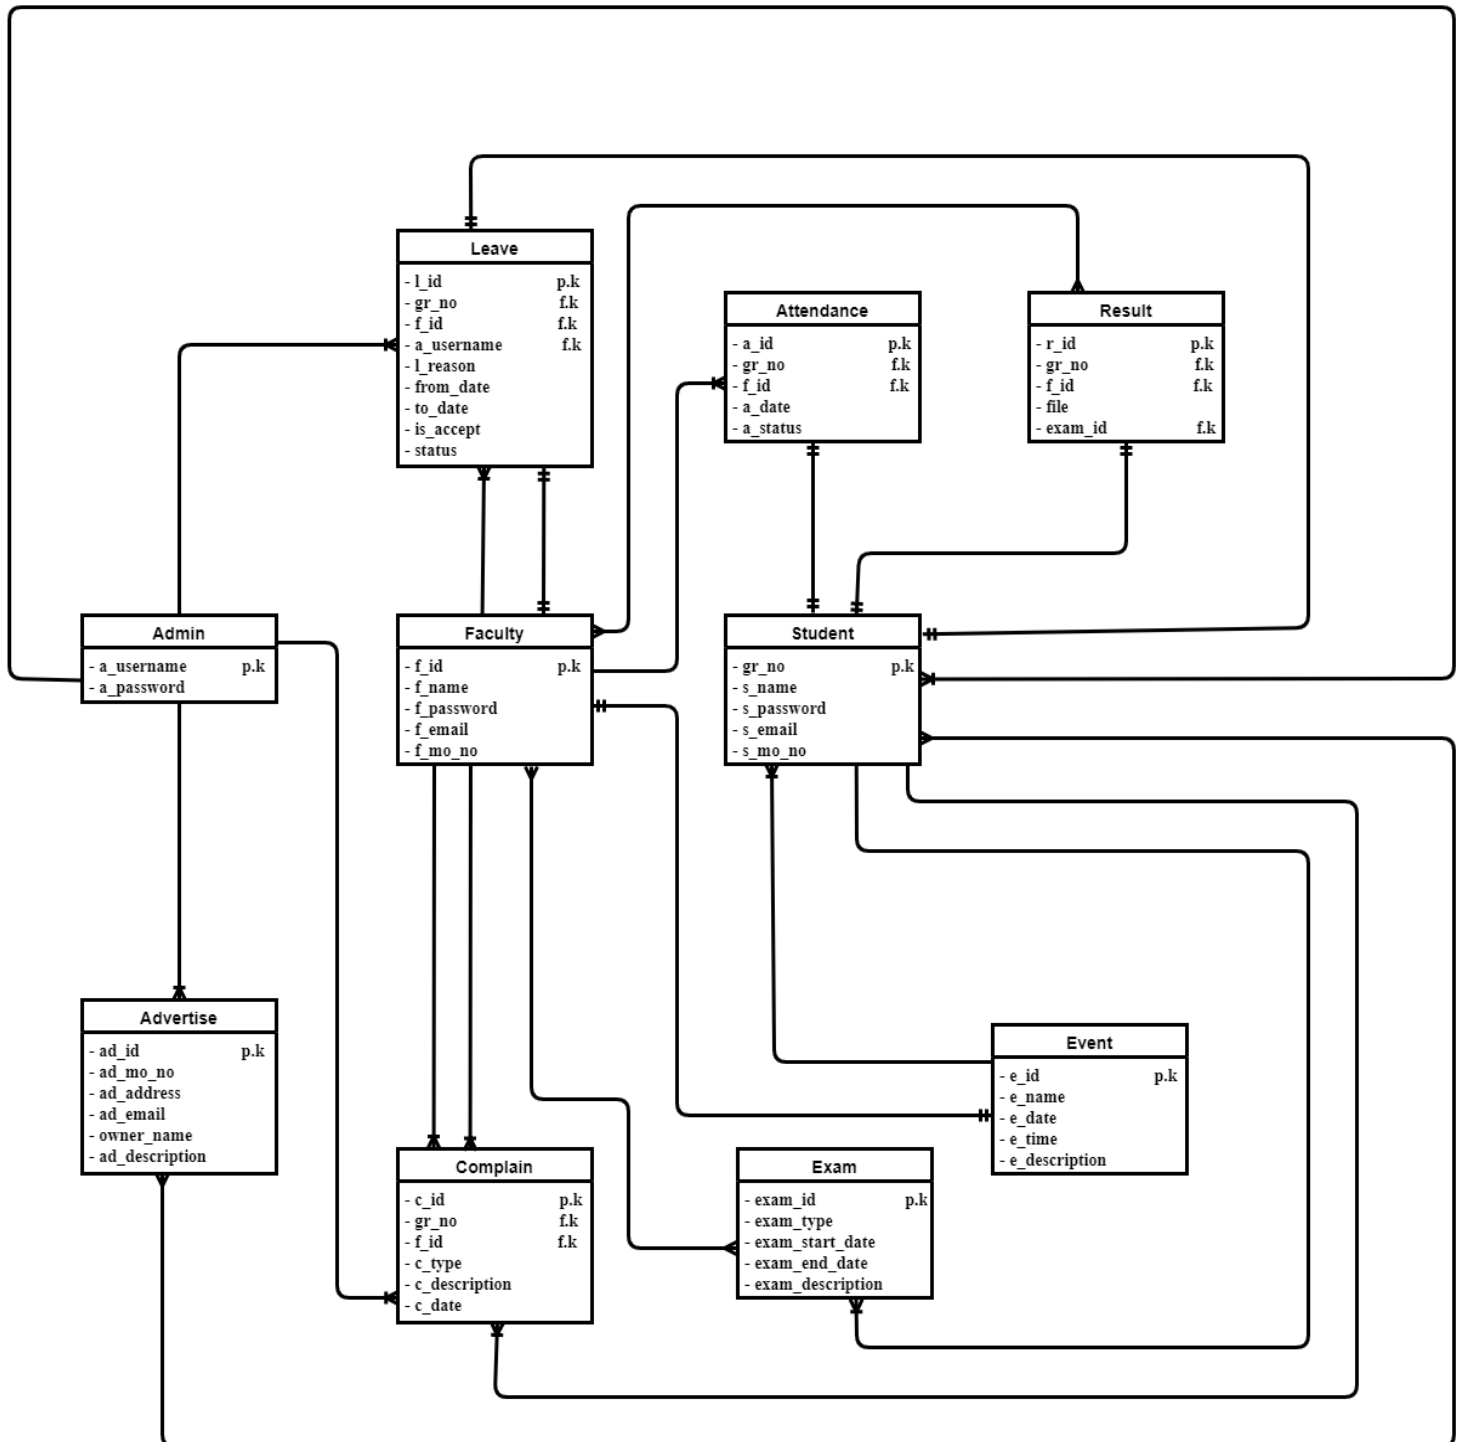 Leave
- l_id p.k
- gr_no f.k
- f_id f.k
- a_username f.k
- l_reason
- from_date
- to_date
- is_accept
- status
Attendance
- a_id p.k
- gr_no f.k
- f_id f.k
- a_date
- a_status
Result
- r_id p.k
- gr_no f.k
- f_id f.k
- file
- exam_id f.k
Admin
- a_username p.k
- a_password
Faculty
- f_id p.k
- f_name
- f_password
- f_email
- f_mo_no
Student
- gr_no p.k
- s_name
- s_password
- s_email
- s_mo_no
Advertise
- ad_id p.k
- ad_mo_no
- ad_address
- ad_email
- owner_name
- ad_description
Event
- e_id p.k
- e_name
- e_date
- e_time
- e_description
Complain
- c_id p.k
- gr_no f.k
- f_id f.k
- c_type
- c_description
- c_date
Exam
- exam_id p.k
- exam_type
- exam_start_date
- exam_end_date
- exam_description